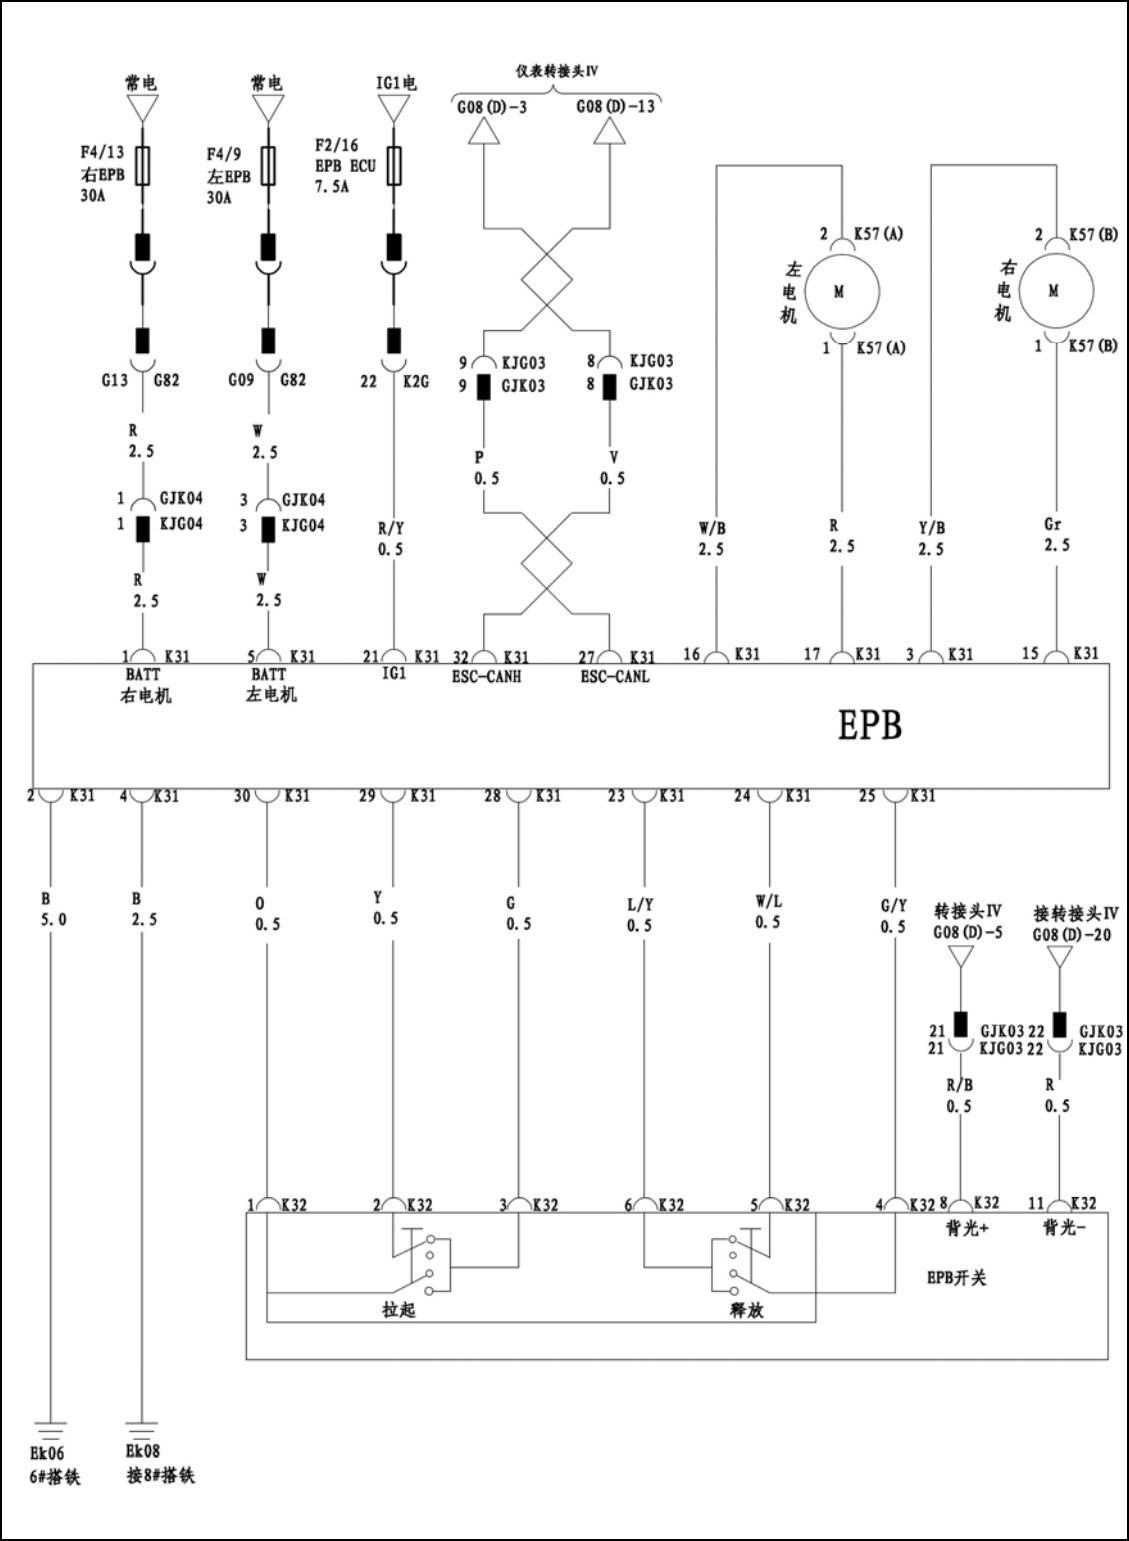 仪表转接头Ⅳ
常电
常电
IG1电
G08(D)-3
G08(D)-13
F4/13
右EPB
30A
F4/9
左EPB
30A
F2/16
EPB ECU
7.5A
2 K57(A)
左电机
M
1 K57(A)
2 K57(B)
右电机
M
1 K57(B)
G13 G82
G09 G82
22 K2G
9 KJG03
9 GJK03
8 KJG03
8 GJK03
R
2.5
W
2.5
P
0.5
V
0.5
1 GJK04
1 KJG04
3 GJK04
3 KJG04
R/Y
0.5
W/B
2.5
R
2.5
Y/B
2.5
Gr
2.5
R
2.5
W
2.5
1 K31
5 K31
21 K31
32 K31
27 K31
16 K31
17 K31
3 K31
15 K31
BATT
右电机
BATT
左电机
IG1
ESC-CANH
ESC-CANL
EPB
2 K31
4 K31
30 K31
29 K31
28 K31
23 K31
24 K31
25 K31
B
5.0
B
2.5
O
0.5
Y
0.5
G
0.5
L/Y
0.5
W/L
0.5
G/Y
0.5
转接头Ⅳ
G08(D)-5
接转接头Ⅳ
G08(D)-20
21 GJK03
21 KJG03
22 GJK03
22 KJG03
R/B
0.5
R
0.5
1 K32
2 K32
3 K32
6 K32
5 K32
4 K32
8 K32
11 K32
背光+
背光-
EPB开关
拉起
释放
Ek06
6#搭铁
Ek08
接8#搭铁